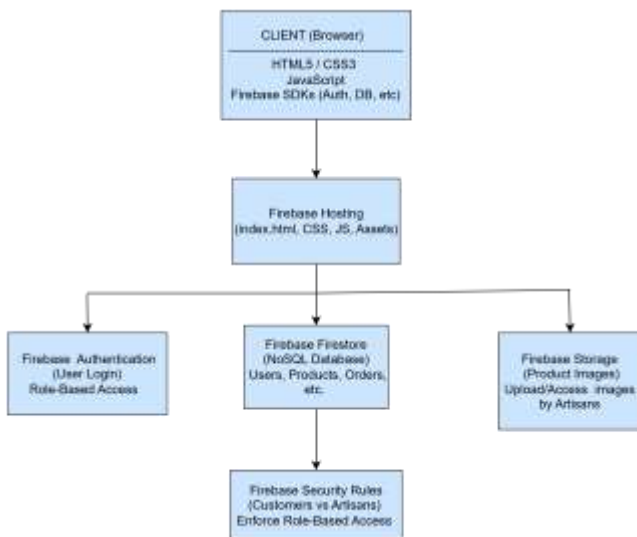 CLIENT (Browser)
HTML5 / CSS3
JavaScript
Firebase SDKs (Auth, DB, etc)
Firebase Hosting
(index.html, CSS, JS, Assets)
Firebase Authentication
(User Login)
Role-Based Access
Firebase Firestore
(NoSQL Database)
Users, Products, Orders,
etc.
Firebase Storage
(Product Images)
Upload/Access images
by Artisans
Firebase Security Rules
(Customers vs Artisans)
Enforce Role-Based Access